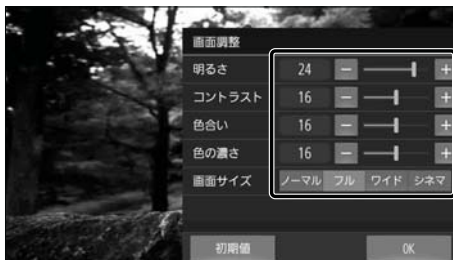 画面調整
明るさ 24 − +
コントラスト 16 − +
色合い 16 − +
色の濃さ 16 − +
画面サイズ ノーマル フル ワイド シネマ
初期値 OK